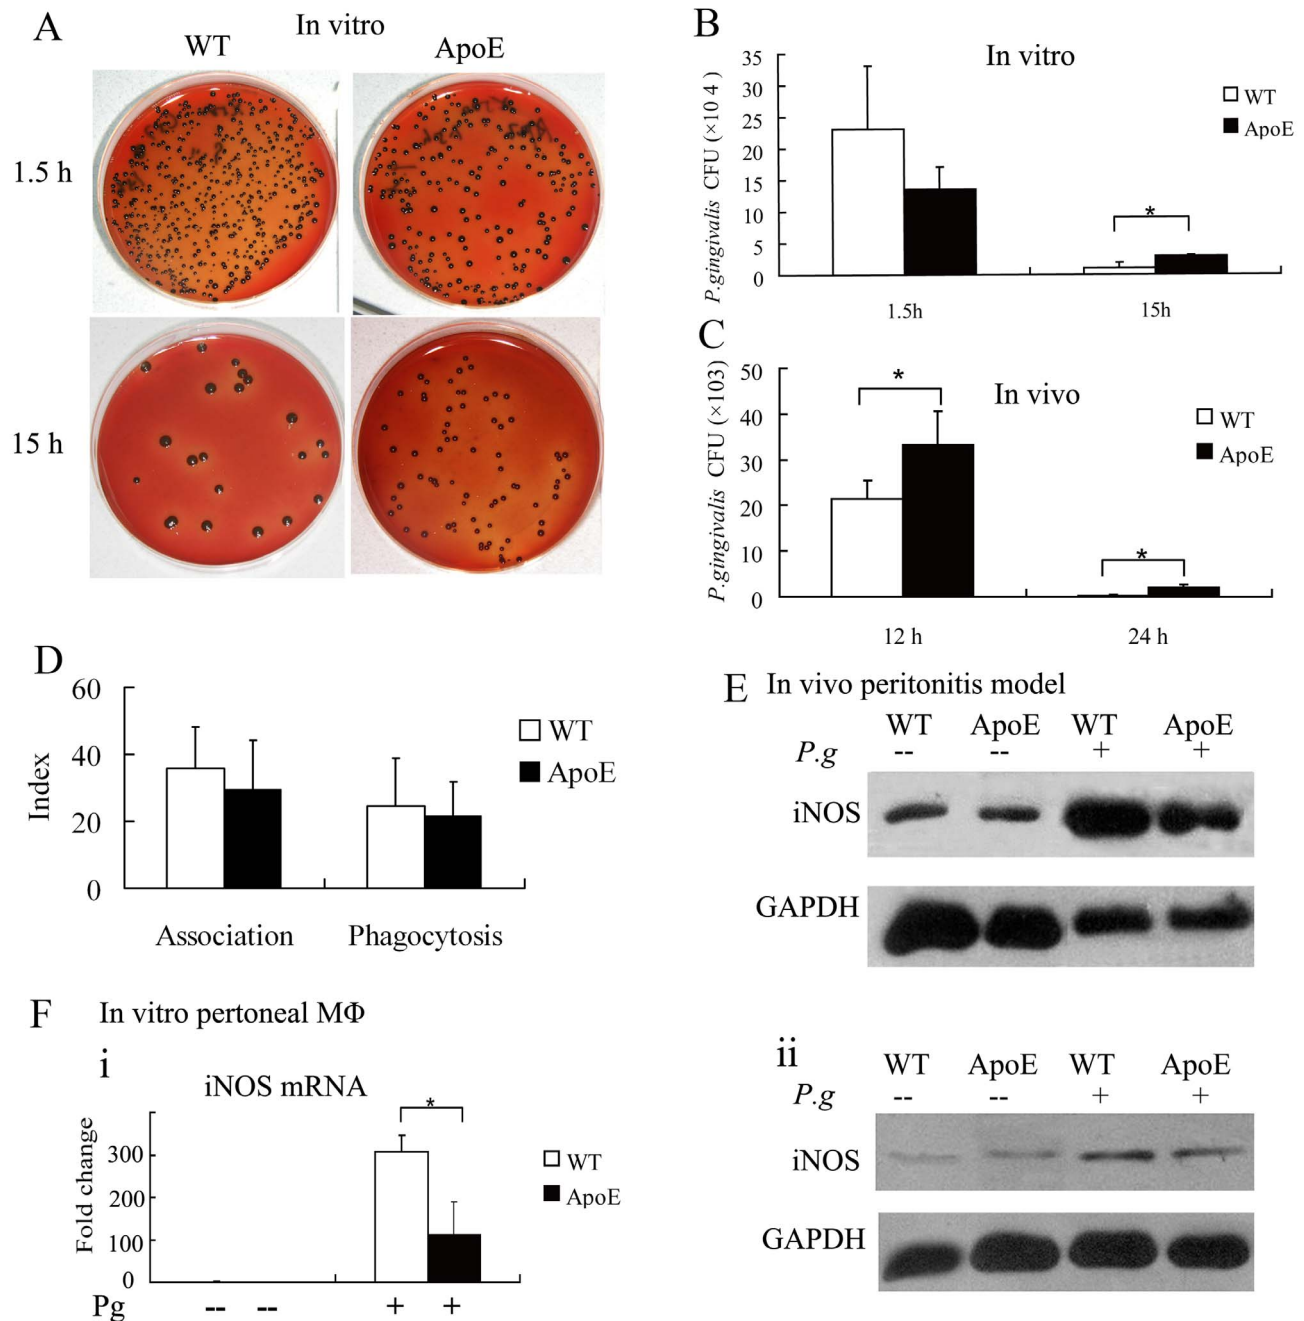 A
In vitro
WT
ApoE
1.5 h
15 h
B
In vitro
P.gingivalis CFU (×10 4 )
35
30
25
20
15
10
5
0
WT
ApoE
*
1.5h
15h
C
In vivo
P.gingivalis CFU (×103)
50
40
30
20
10
0
*
*
WT
ApoE
12 h
24 h
D
Index
60
40
20
0
WT
ApoE
Association
Phagocytosis
E In vivo peritonitis model
WT ApoE WT ApoE
P.g -- -- + +
iNOS
GAPDH
F In vitro pertoneal MΦ
i
iNOS mRNA
Fold change
300
200
100
0
*
WT
ApoE
Pg -- -- + +
ii
WT ApoE WT ApoE
P.g -- -- + +
iNOS
GAPDH